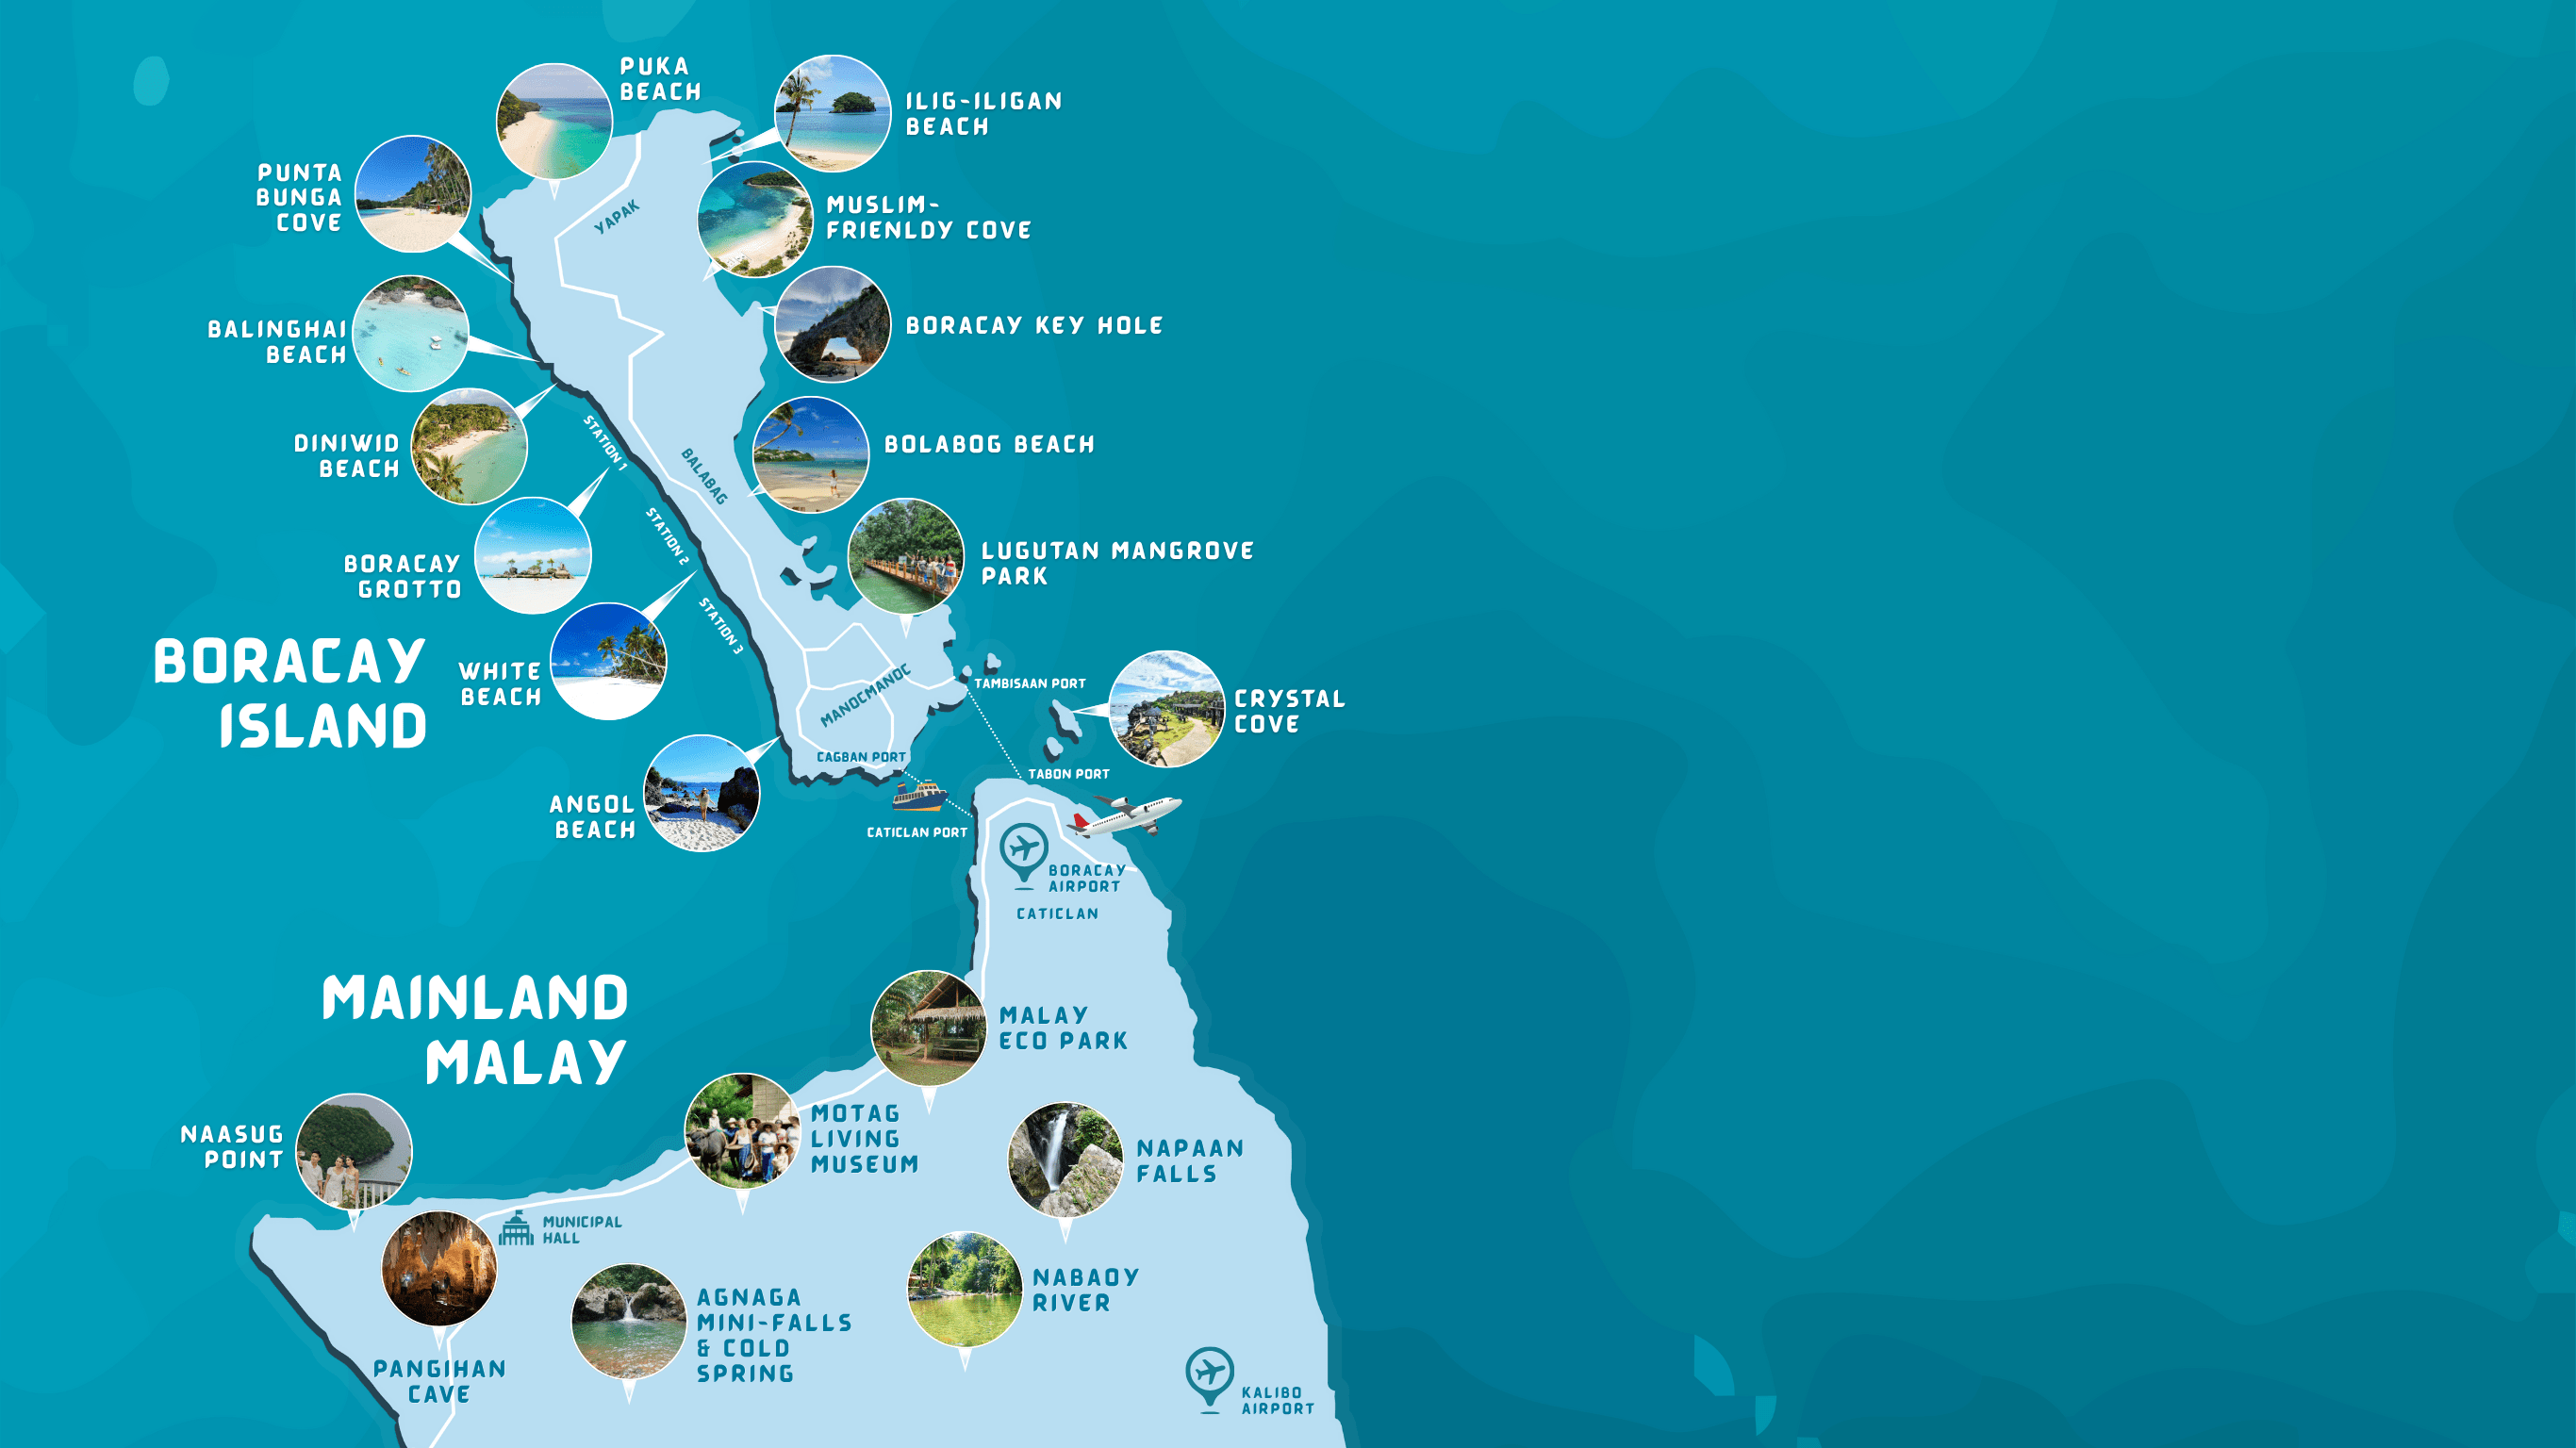 PUKA
BEACH
ILIG-ILIGAN
BEACH
PUNTA
BUNGA
COVE
YAPAK
MUSLIM-
FRIENLDY COVE
BALINGHAI
BEACH
BORACAY KEY HOLE
DINIWID
BEACH
STATION 1
BALABAG
BOLABOG BEACH
BORACAY
GROTTO
STATION 2
LUGUTAN MANGROVE
PARK
BORACAY
ISLAND
WHITE
BEACH
STATION 3
MANOCMANOC
TAMBISAAN PORT
CRYSTAL
COVE
CAGBAN PORT
TABON PORT
ANGOL
BEACH
CATICLAN PORT
BORACAY
AIRPORT
CATICLAN
MAINLAND
MALAY
MALAY
ECO PARK
NAASUG
POINT
MOTAG
LIVING
MUSEUM
NAPAAN
FALLS
MUNICIPAL
HALL
AGNAGA
MINI-FALLS
& COLD
SPRING
NABAOY
RIVER
PANGIHAN
CAVE
KALIBO
AIRPORT